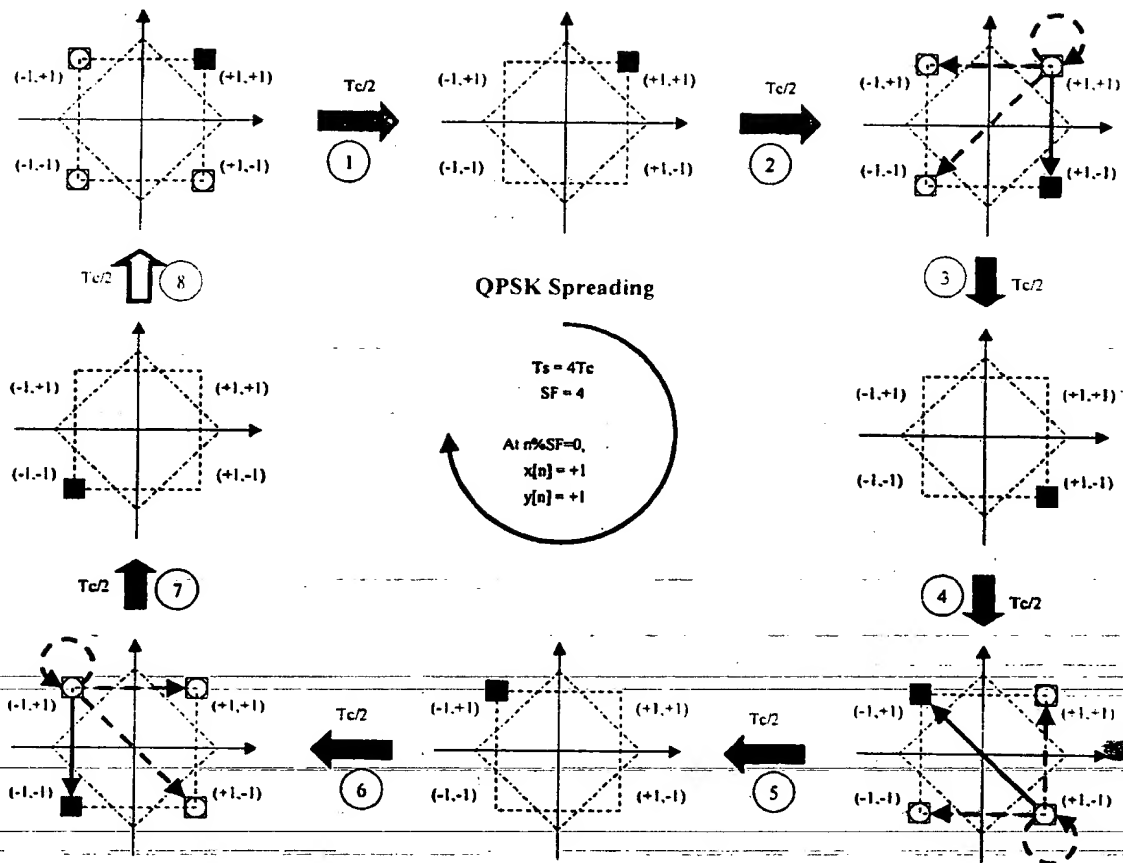 (-1,+1) (+1,+1) Tc/2 (-1,+1) (+1,+1) Tc/2 (-1,+1) (+1,+1)
(-1,-1) (+1,-1) 1 (-1,-1) (+1,-1) 2 (-1,-1) (+1,-1)
Tc/2 8 QPSK Spreading 3 Tc/2
(-1,+1) (+1,+1) Ts = 4Tc (-1,+1) (+1,+1)
SF = 4
At n%SF=0,
(-1,-1) (+1,-1) x[n] = +1 (-1,-1) (+1,-1)
y[n] = +1
Tc/2 7 4 Tc/2
(-1,+1) (+1,+1) Tc/2 (-1,+1) (+1,+1) Tc/2 (-1,+1) (+1,+1)
(-1,-1) (+1,-1) 6 (-1,-1) (+1,-1) 5 (-1,-1) (+1,-1)